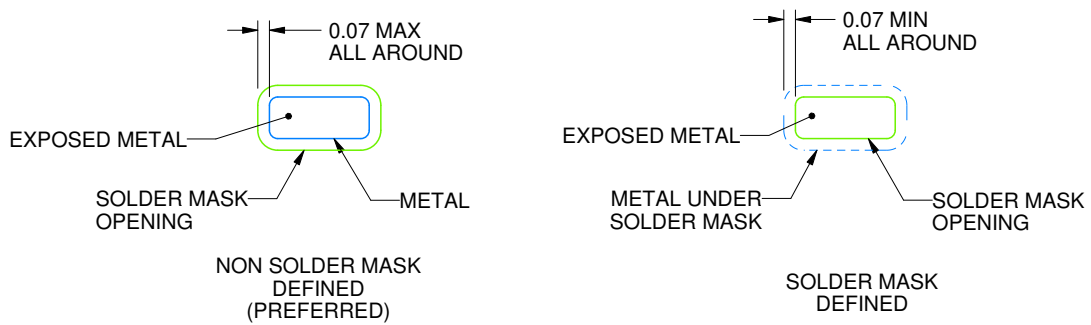 0.07 MAX
ALL AROUND
EXPOSED METAL
SOLDER MASK
OPENING
METAL
NON SOLDER MASK
DEFINED
(PREFERRED)
0.07 MIN
ALL AROUND
EXPOSED METAL
METAL UNDER
SOLDER MASK
SOLDER MASK
OPENING
SOLDER MASK
DEFINED